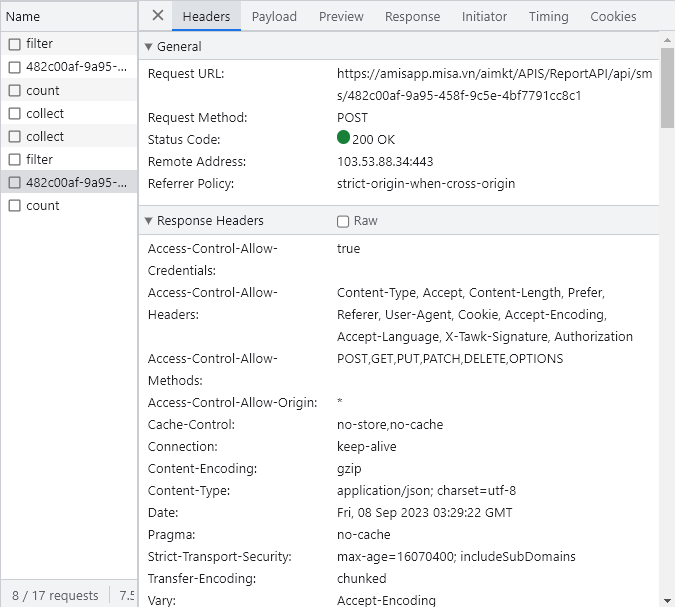 Name
filter
482c00af-9a95-...
count
collect
collect
filter
482c00af-9a95-...
count
8 / 17 requests
7.5
Headers Payload Preview Response Initiator Timing Cookies
General
Request URL: https://amisapp.misa.vn/aimkt/APIS/ReportAPI/api/sm
s/482c00af-9a95-458f-9c5e-4bf7791cc8c1
Request Method: POST
Status Code: 200 OK
Remote Address: 103.53.88.34:443
Referrer Policy: strict-origin-when-cross-origin
Response Headers Raw
Access-Control-Allow- true
Credentials:
Access-Control-Allow- Content-Type, Accept, Content-Length, Prefer,
Headers: Referer, User-Agent, Cookie, Accept-Encoding,
Accept-Language, X-Tawk-Signature, Authorization
Access-Control-Allow- POST,GET,PUT,PATCH,DELETE,OPTIONS
Methods:
Access-Control-Allow-Origin: *
Cache-Control: no-store,no-cache
Connection: keep-alive
Content-Encoding: gzip
Content-Type: application/json; charset=utf-8
Date: Fri, 08 Sep 2023 03:29:22 GMT
Pragma: no-cache
Strict-Transport-Security: max-age=16070400; includeSubDomains
Transfer-Encoding: chunked
Vary: Accept-Encoding